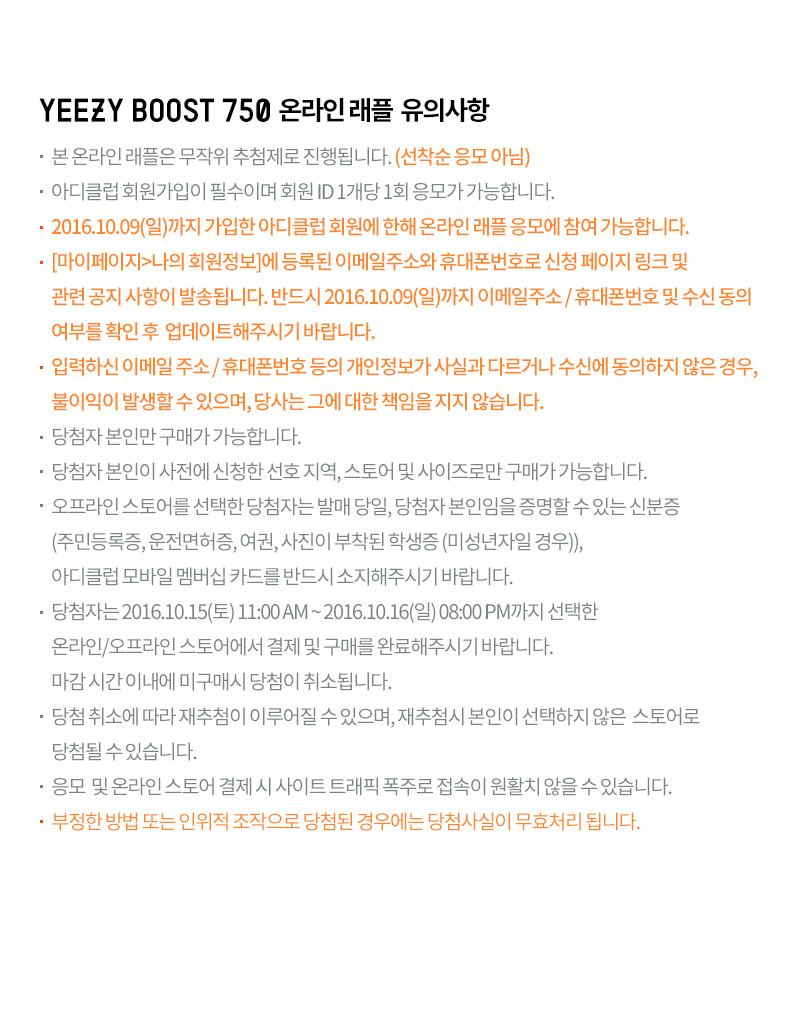 YEEZY BOOST 750 온라인 래플 유의사항
· 본 온라인 래플은 무작위 추첨제로 진행됩니다. (선착순 응모 아님)
· 아디클럽 회원가입이 필수이며 회원 ID 1개당 1회 응모가 가능합니다.
· 2016.10.09(일)까지 가입한 아디클럽 회원에 한해 온라인 래플 응모에 참여 가능합니다.
· [마이페이지>나의 회원정보]에 등록된 이메일주소와 휴대폰번호로 신청 페이지 링크 및
관련 공지 사항이 발송됩니다. 반드시 2016.10.09(일)까지 이메일주소 / 휴대폰번호 및 수신 동의
여부를 확인 후 업데이트해주시기 바랍니다.
· 입력하신 이메일 주소 / 휴대폰번호 등의 개인정보가 사실과 다르거나 수신에 동의하지 않은 경우,
불이익이 발생할 수 있으며, 당사는 그에 대한 책임을 지지 않습니다.
· 당첨자 본인만 구매가 가능합니다.
· 당첨자 본인이 사전에 신청한 선호 지역, 스토어 및 사이즈로만 구매가 가능합니다.
· 오프라인 스토어를 선택한 당첨자는 발매 당일, 당첨자 본인임을 증명할 수 있는 신분증
(주민등록증, 운전면허증, 여권, 사진이 부착된 학생증 (미성년자일 경우)),
아디클럽 모바일 멤버십 카드를 반드시 소지해주시기 바랍니다.
· 당첨자는 2016.10.15(토) 11:00 AM ~ 2016.10.16(일) 08:00 PM까지 선택한
온라인/오프라인 스토어에서 결제 및 구매를 완료해주시기 바랍니다.
마감 시간 이내에 미구매시 당첨이 취소됩니다.
· 당첨 취소에 따라 재추첨이 이루어질 수 있으며, 재추첨시 본인이 선택하지 않은 스토어로
당첨될 수 있습니다.
· 응모 및 온라인 스토어 결제 시 사이트 트래픽 폭주로 접속이 원활치 않을 수 있습니다.
· 부정한 방법 또는 인위적 조작으로 당첨된 경우에는 당첨사실이 무효처리 됩니다.